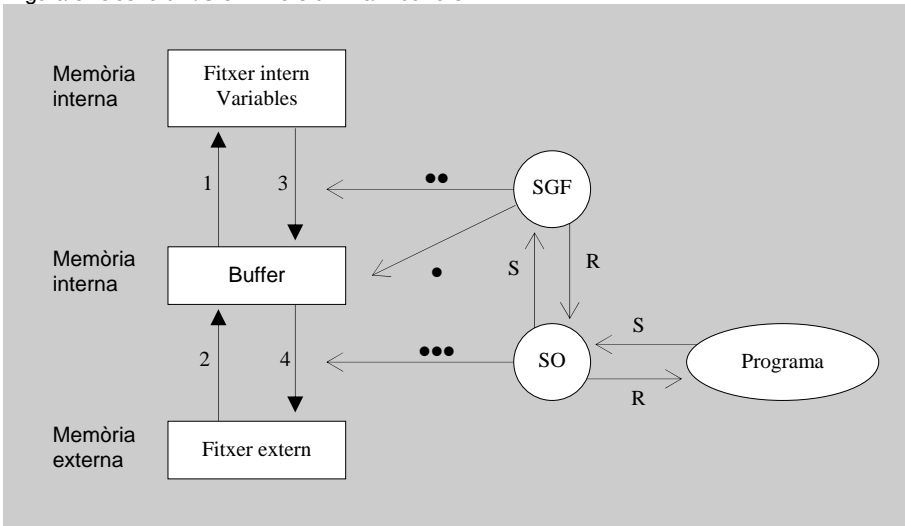 Memòria
interna
Fitxer intern
Variables
1
3
●●
SGF
Memòria
interna
Buffer
●
S
R
2
4
●●●
SO
S
R
Programa
Memòria
externa
Fitxer extern